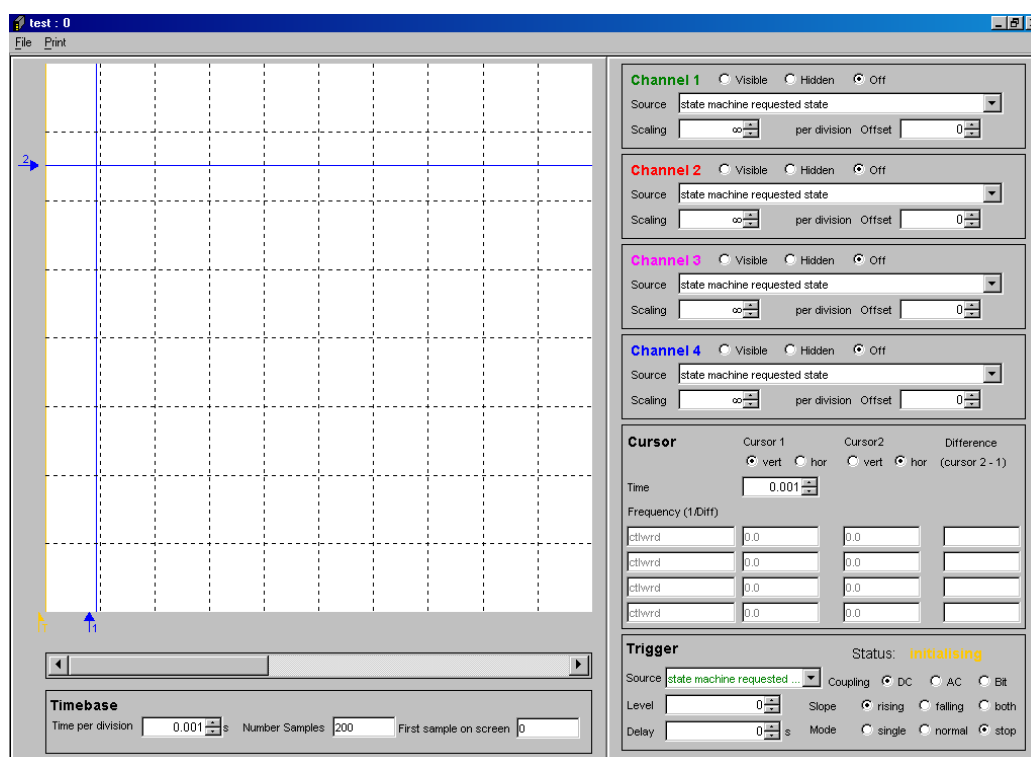 test : 0
File Print
2
T
1
Timebase
Time per division 0.001 s Number Samples 200 First sample on screen 0
Channel 1 Visible Hidden Off
Source state machine requested state
Scaling ∞ per division Offset 0
Channel 2 Visible Hidden Off
Source state machine requested state
Scaling ∞ per division Offset 0
Channel 3 Visible Hidden Off
Source state machine requested state
Scaling ∞ per division Offset 0
Channel 4 Visible Hidden Off
Source state machine requested state
Scaling ∞ per division Offset 0
Cursor Cursor 1 Cursor2 Difference
vert hor vert hor (cursor 2 - 1)
Time 0.001
Frequency (1/Diff)
ctlwrd 0.0 0.0
ctlwrd 0.0 0.0
ctlwrd 0.0 0.0
ctlwrd 0.0 0.0
Trigger Status: Initialising
Source state machine requested ... Coupling DC AC Bit
Level 0 Slope rising falling both
Delay 0 s Mode single normal stop